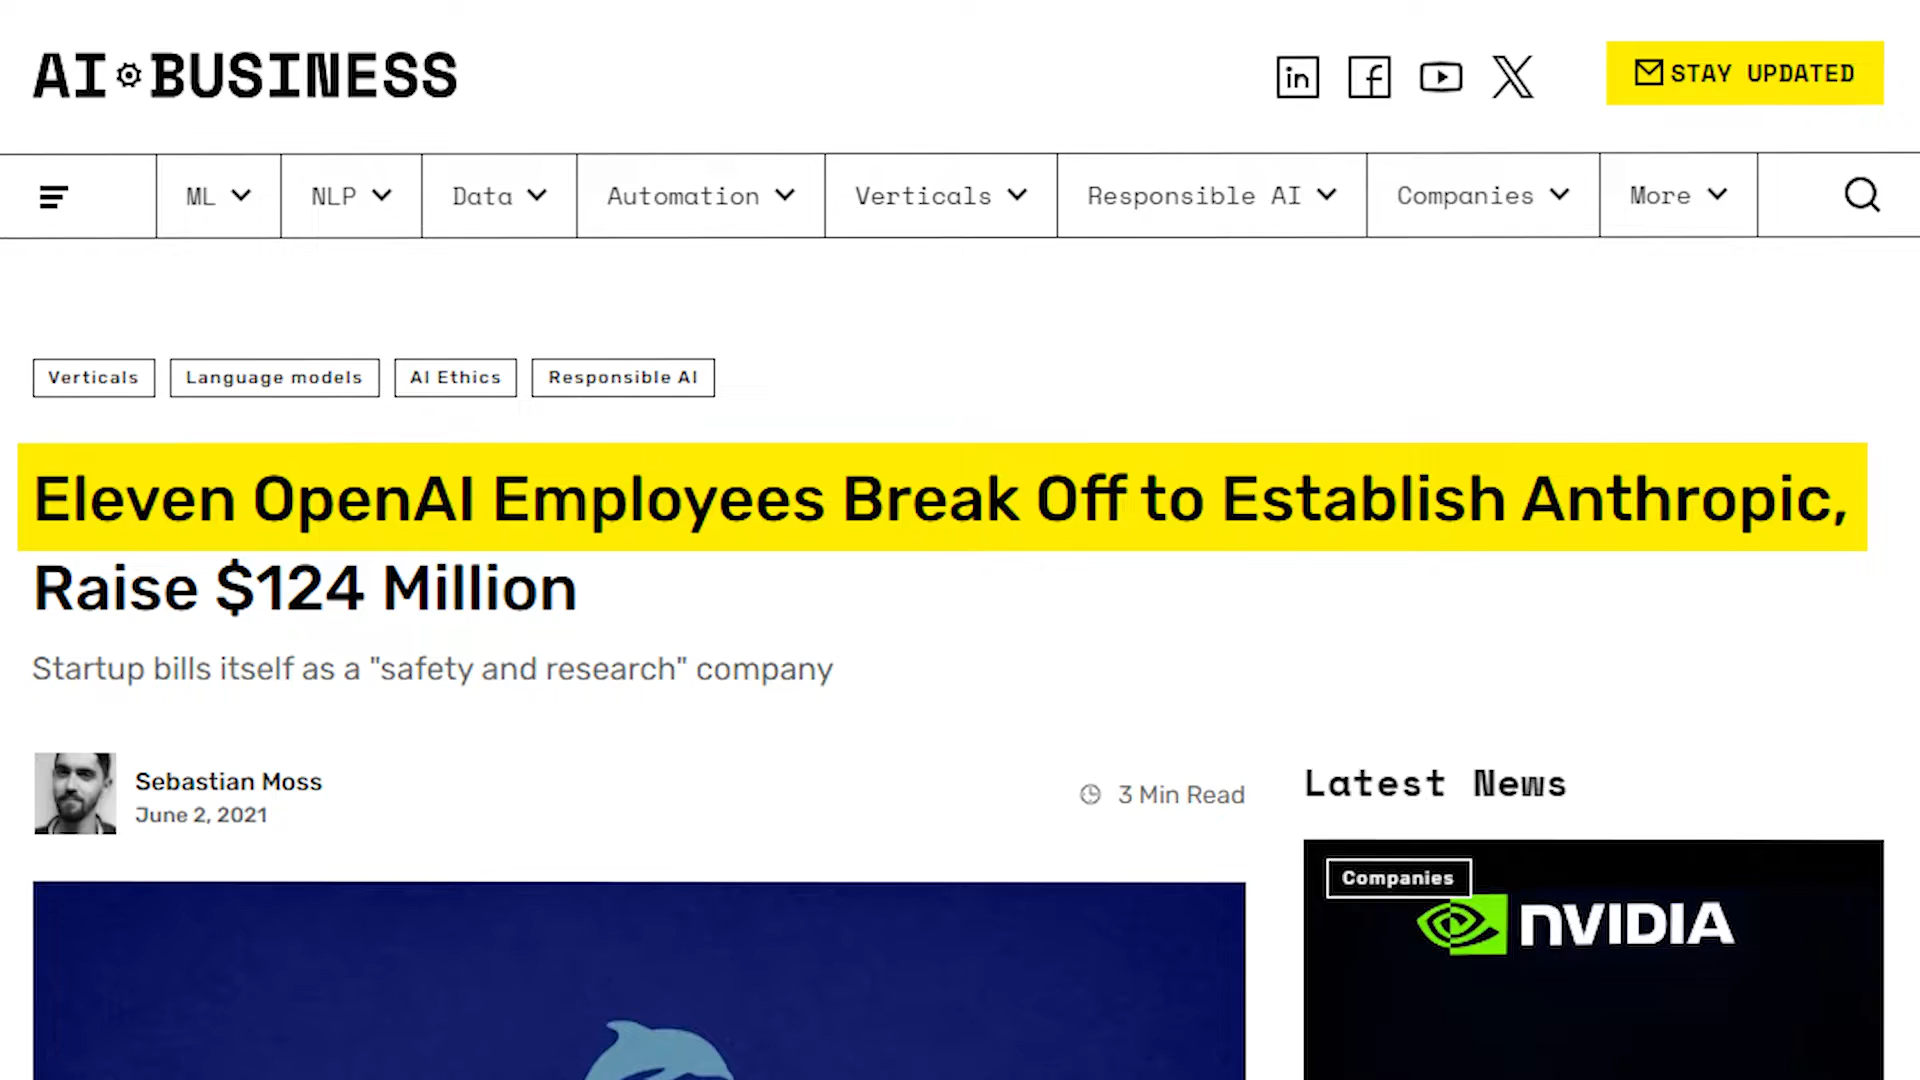 AI BUSINESS
STAY UPDATED
ML
NLP
Data
Automation
Verticals
Responsible AI
Companies
More
Verticals
Language models
AI Ethics
Responsible AI
Eleven OpenAI Employees Break Off to Establish Anthropic,
Raise $124 Million
Startup bills itself as a "safety and research" company
Sebastian Moss
June 2, 2021
3 Min Read
Latest News
Companies
NVIDIA